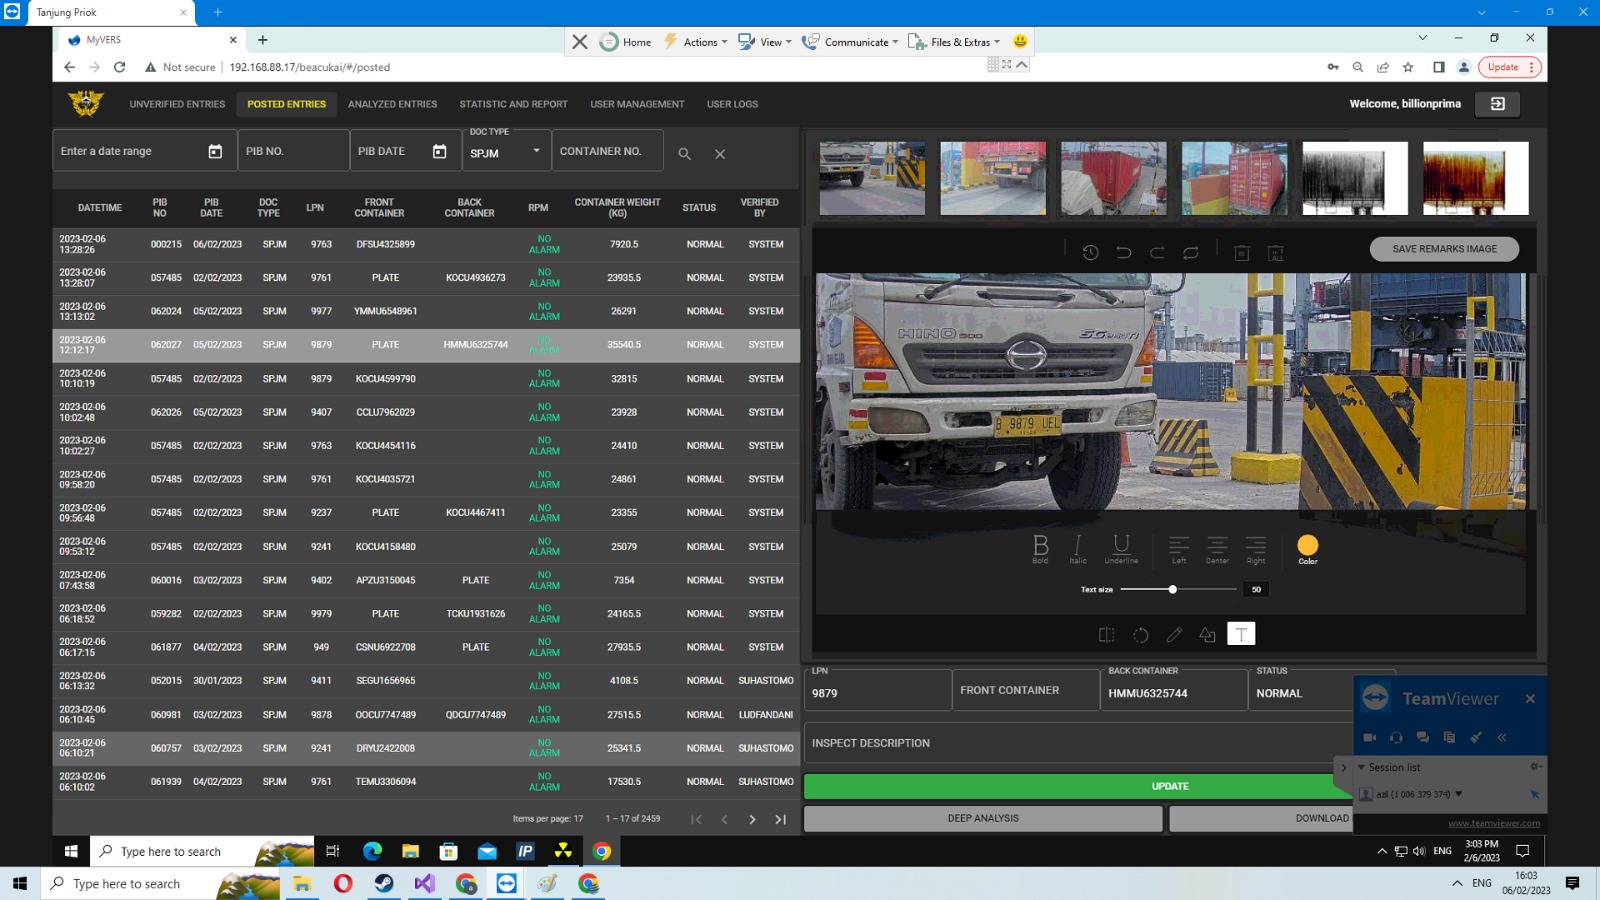 Tanjung Priok
MyVERS
Home Actions View Communicate Files & Extras
Not secure 192.168.88.17/beacukai/#/posted
Update
UNVERIFIED ENTRIES POSTED ENTRIES ANALYZED ENTRIES STATISTIC AND REPORT USER MANAGEMENT USER LOGS
Welcome, billionprima
Enter a date range PIB NO. PIB DATE DOC TYPE SPJM CONTAINER NO.
DATETIME PIB NO PIB DATE DOC TYPE LPN FRONT CONTAINER BACK CONTAINER RPM CONTAINER WEIGHT (KG) STATUS VERIFIED BY
2023-02-06 13:28:26 000215 06/02/2023 SPJM 9763 DFSU4325899 NO ALARM 7920.5 NORMAL SYSTEM
2023-02-06 13:28:07 057485 02/02/2023 SPJM 9761 PLATE KOCU4936273 NO ALARM 23935.5 NORMAL SYSTEM
2023-02-06 13:13:02 062024 05/02/2023 SPJM 9977 YMMU6548961 NO ALARM 26291 NORMAL SYSTEM
2023-02-06 12:12:17 062027 05/02/2023 SPJM 9879 PLATE HMMU6325744 NO ALARM 35540.5 NORMAL SYSTEM
2023-02-06 10:10:19 057485 02/02/2023 SPJM 9879 KOCU4599790 NO ALARM 32815 NORMAL SYSTEM
2023-02-06 10:02:48 062026 05/02/2023 SPJM 9407 CCLU7962029 NO ALARM 23928 NORMAL SYSTEM
2023-02-06 10:02:27 057485 02/02/2023 SPJM 9763 KOCU4454116 NO ALARM 24410 NORMAL SYSTEM
2023-02-06 09:58:20 057485 02/02/2023 SPJM 9761 KOCU4035721 NO ALARM 24861 NORMAL SYSTEM
2023-02-06 09:56:48 057485 02/02/2023 SPJM 9237 PLATE KOCU4467411 NO ALARM 23355 NORMAL SYSTEM
2023-02-06 09:53:12 057485 02/02/2023 SPJM 9241 KOCU4158480 NO ALARM 25079 NORMAL SYSTEM
2023-02-06 07:43:58 060016 03/02/2023 SPJM 9402 APZU3150045 PLATE NO ALARM 7354 NORMAL SYSTEM
2023-02-06 06:18:52 059282 02/02/2023 SPJM 9979 PLATE TCKU1931626 NO ALARM 24165.5 NORMAL SYSTEM
2023-02-06 06:17:15 061877 04/02/2023 SPJM 949 CSNU6922708 PLATE NO ALARM 27935.5 NORMAL SYSTEM
2023-02-06 06:13:32 052015 30/01/2023 SPJM 9411 SEGU1656965 NO ALARM 4108.5 NORMAL SUHASTOMO
2023-02-06 06:10:45 060981 03/02/2023 SPJM 9878 OOCU7747489 QDCU7747489 NO ALARM 27515.5 NORMAL LUDFANDANI
2023-02-06 06:10:21 060757 03/02/2023 SPJM 9241 DRYU2422008 NO ALARM 25341.5 NORMAL SUHASTOMO
2023-02-06 06:10:02 061939 04/02/2023 SPJM 9761 TEMU3306094 NO ALARM 17530.5 NORMAL SUHASTOMO
Items per page: 17 1 – 17 of 2459
ALL
SAVE REMARKS IMAGE
HINO 500
B 9879 UEL
B I U
Bold Italic Underline Left Center Right Color
Text size 50
T
LPN FRONT CONTAINER BACK CONTAINER STATUS
9879 HMMU6325744 NORMAL
INSPECT DESCRIPTION
UPDATE
DEEP ANALYSIS DOWNLOAD
TeamViewer
Session list
azil (1 006 379 374)
www.teamviewer.com
Type here to search
IP
ENG 3:03 PM
2/6/2023
Type here to search
ENG 16:03
06/02/2023